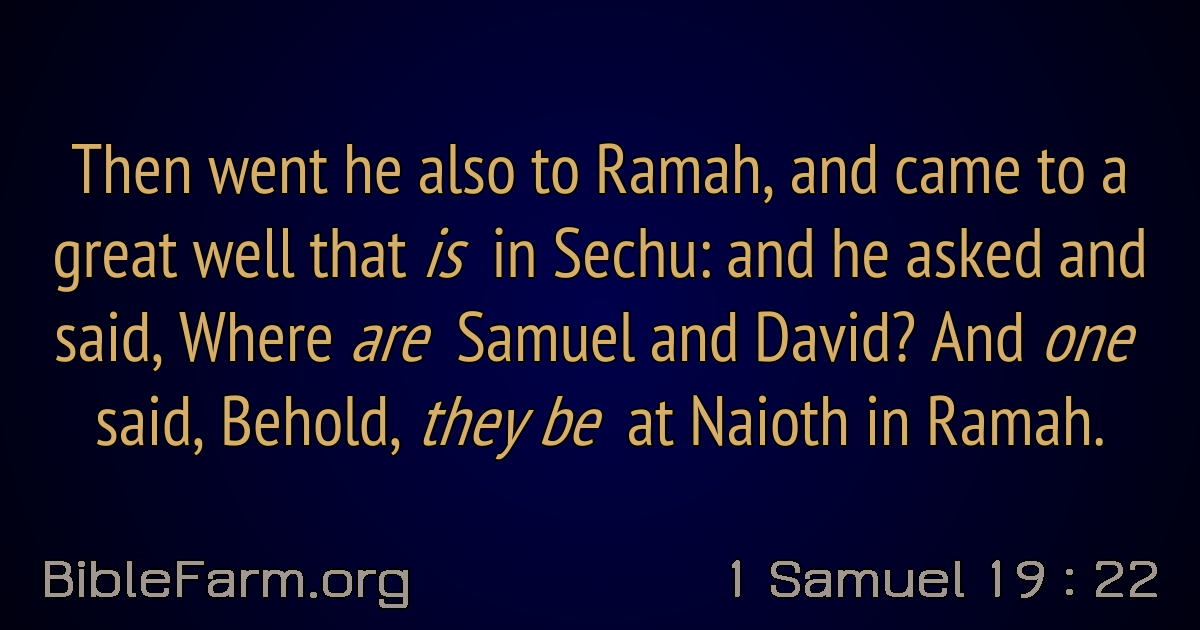 Then went he also to Ramah, and came to a
great well that is in Sechu: and he asked and
said, Where are Samuel and David? And one
said, Behold, they be at Naioth in Ramah.
BibleFarm.org
1 Samuel 19 : 22